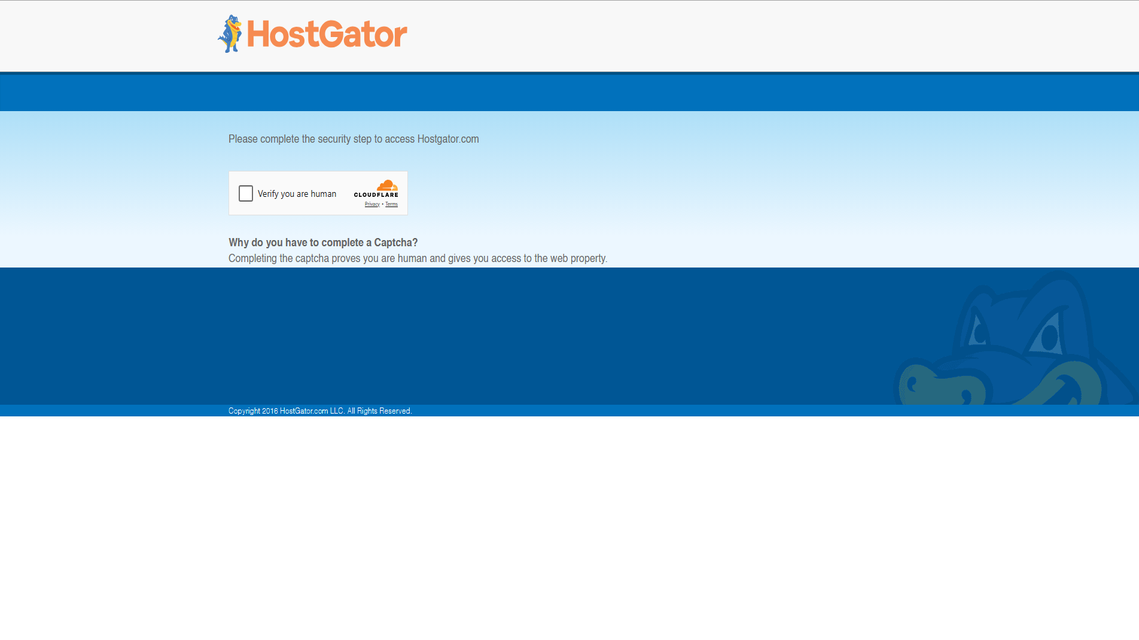 HostGator
Please complete the security step to access Hostgator.com
Verify you are human
CLOUDFLARE
Privacy • Terms
Why do you have to complete a Captcha?
Completing the captcha proves you are human and gives you access to the web property.
Copyright 2016 HostGator.com LLC. All Rights Reserved.